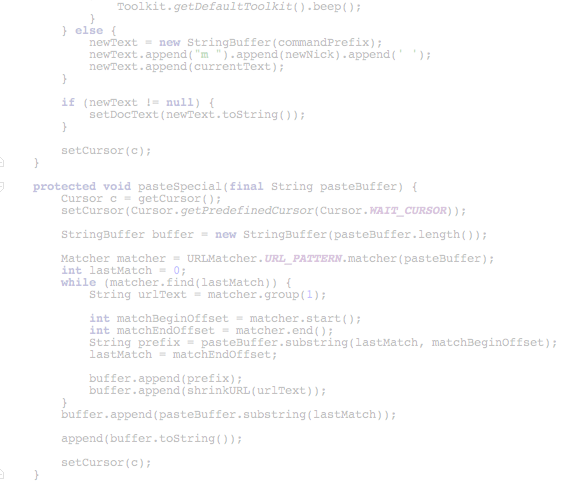 Toolkit.getDefaultToolkit().beep();
}
} else {
newText = new StringBuffer(commandPrefix);
newText.append("m ").append(newNick).append(' ');
newText.append(currentText);
}
if (newText != null) {
setDocText(newText.toString());
}
setCursor(c);
}
protected void pasteSpecial(final String pasteBuffer) {
Cursor c = getCursor();
setCursor(Cursor.getPredefinedCursor(Cursor.WAIT_CURSOR));
StringBuffer buffer = new StringBuffer(pasteBuffer.length());
Matcher matcher = URLMatcher.URL_PATTERN.matcher(pasteBuffer);
int lastMatch = 0;
while (matcher.find(lastMatch)) {
String urlText = matcher.group(1);
int matchBeginOffset = matcher.start();
int matchEndOffset = matcher.end();
String prefix = pasteBuffer.substring(lastMatch, matchBeginOffset);
lastMatch = matchEndOffset;
buffer.append(prefix);
buffer.append(shrinkURL(urlText));
}
buffer.append(pasteBuffer.substring(lastMatch));
append(buffer.toString());
setCursor(c);
}